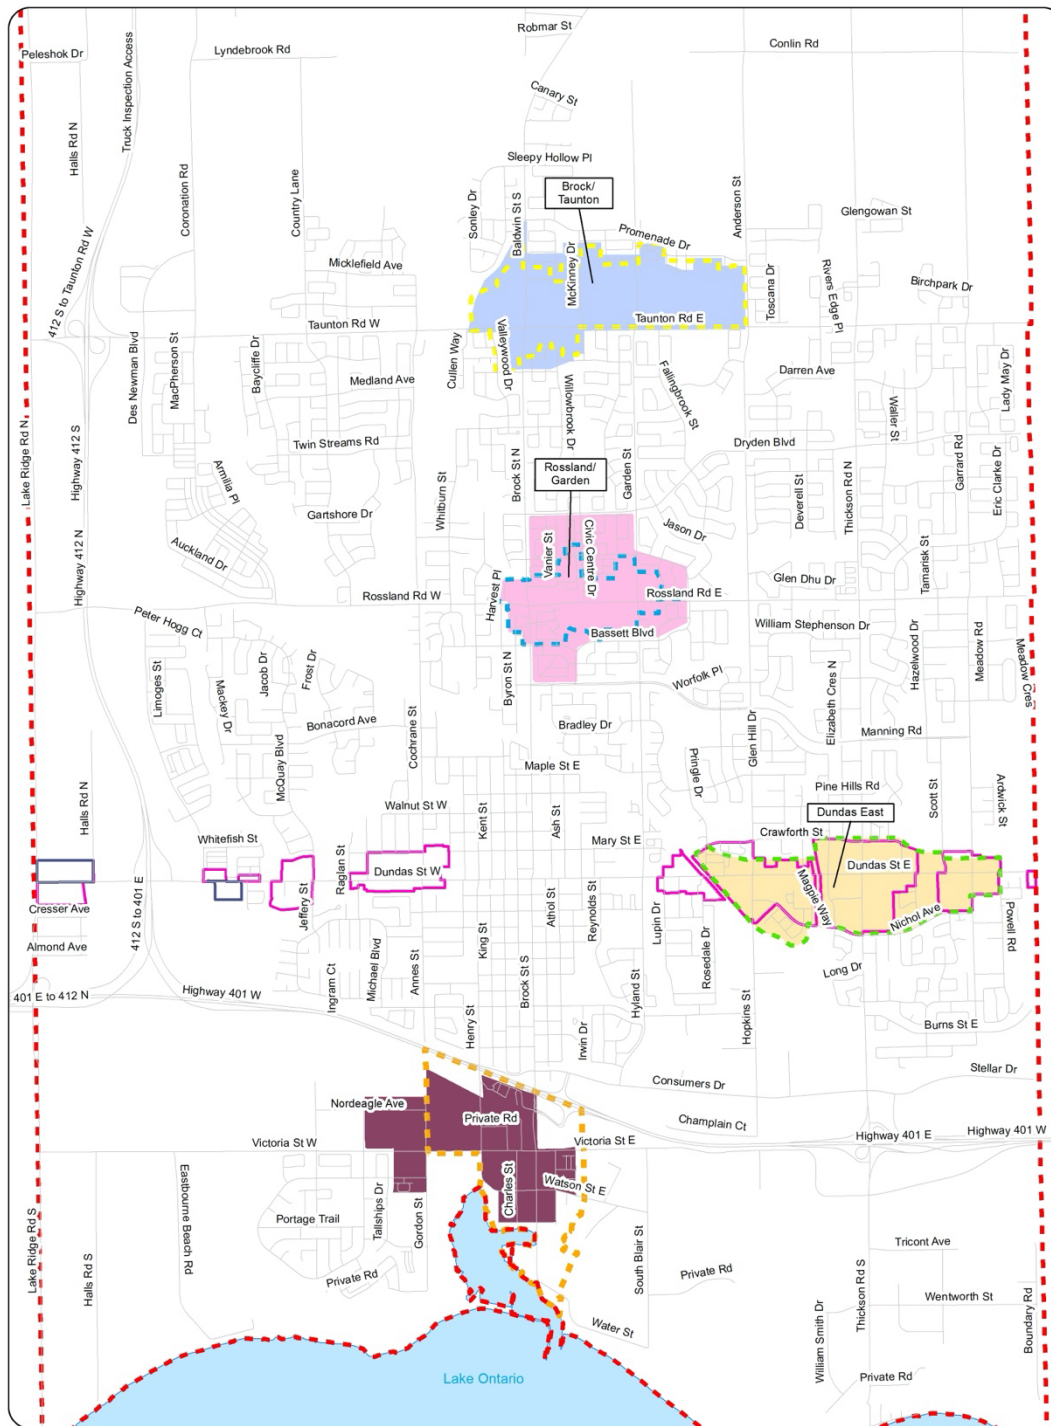 Robmar St
Peleshok Dr
Lyndebrook Rd
Conlin Rd
Truck Inspection Access
Canary St
Halls Rd N
Sleepy Hollow Pl
Coronation Rd
Country Lane
Sonley Dr
Baldwin St S
Brock/
Taunton
Anderson St
Glengowan St
Promenade Dr
412 S to Taunton Rd W
Micklefield Ave
McKinney Dr
Toscana Dr
Rivers Edge Pl
Birchpark Dr
Taunton Rd W
Taunton Rd E
Des Newman Blvd
MacPherson St
Baycliffe Dr
Cullen Way
Valleywood Dr
Medland Ave
Willowbrook Dr
Fallingbrook St
Darren Ave
Waller St
Lady May Dr
Lake Ridge Rd N
Highway 412 S
Twin Streams Rd
Dryden Blvd
Armilia Pl
Whitburn St
Brock St N
Rossland/
Garden
Garden St
Deverell St
Thickson Rd N
Garrard Rd
Eric Clarke Dr
Gartshore Dr
Highway 412 N
Auckland Dr
Vanier St
Civic Centre Dr
Jason Dr
Tamarisk St
Glen Dhu Dr
Rossland Rd W
Harvest Pl
Rossland Rd E
Peter Hogg Ct
Bassett Blvd
William Stephenson Dr
Limoges St
Mackey Dr
Jacob Dr
Frost Dr
Byron St N
Worfolk Pl
Hazelwood Dr
Meadow Rd
Meadow Cres
Elizabeth Cres N
Bonacord Ave
Cochrane St
Bradley Dr
Glen Hill Dr
Manning Rd
McQuay Blvd
Maple St E
Pringle Dr
Pine Hills Rd
Scott St
Ardwick St
Halls Rd N
Walnut St W
Kent St
Ash St
Dundas East
Whitefish St
Mary St E
Crawforth St
Raglan St
Dundas St W
Dundas St E
Jeffery St
Magpie Way
Cresser Ave
Nichol Ave
412 S to 401 E
Athol St
Reynolds St
Lupin Dr
Rosedale Dr
Powell Rd
Almond Ave
King St
Michael Blvd
Annes St
Ingram Ct
Brock St S
Long Dr
401 E to 412 N
Highway 401 W
Henry St
Hyland St
Hopkins St
Irwin Dr
Burns St E
Consumers Dr
Stellar Dr
Nordeagle Ave
Private Rd
Champlain Ct
Victoria St W
Victoria St E
Highway 401 E
Highway 401 W
Eastbourne Beach Rd
Charles St
Watson St E
Lake Ridge Rd S
Tallships Dr
Gordon St
Portage Trail
Halls Rd S
South Blair St
Tricont Ave
Private Rd
Private Rd
Thickson Rd S
Wentworth St
Boundary Rd
Water St
William Smith Dr
Lake Ontario
Private Rd